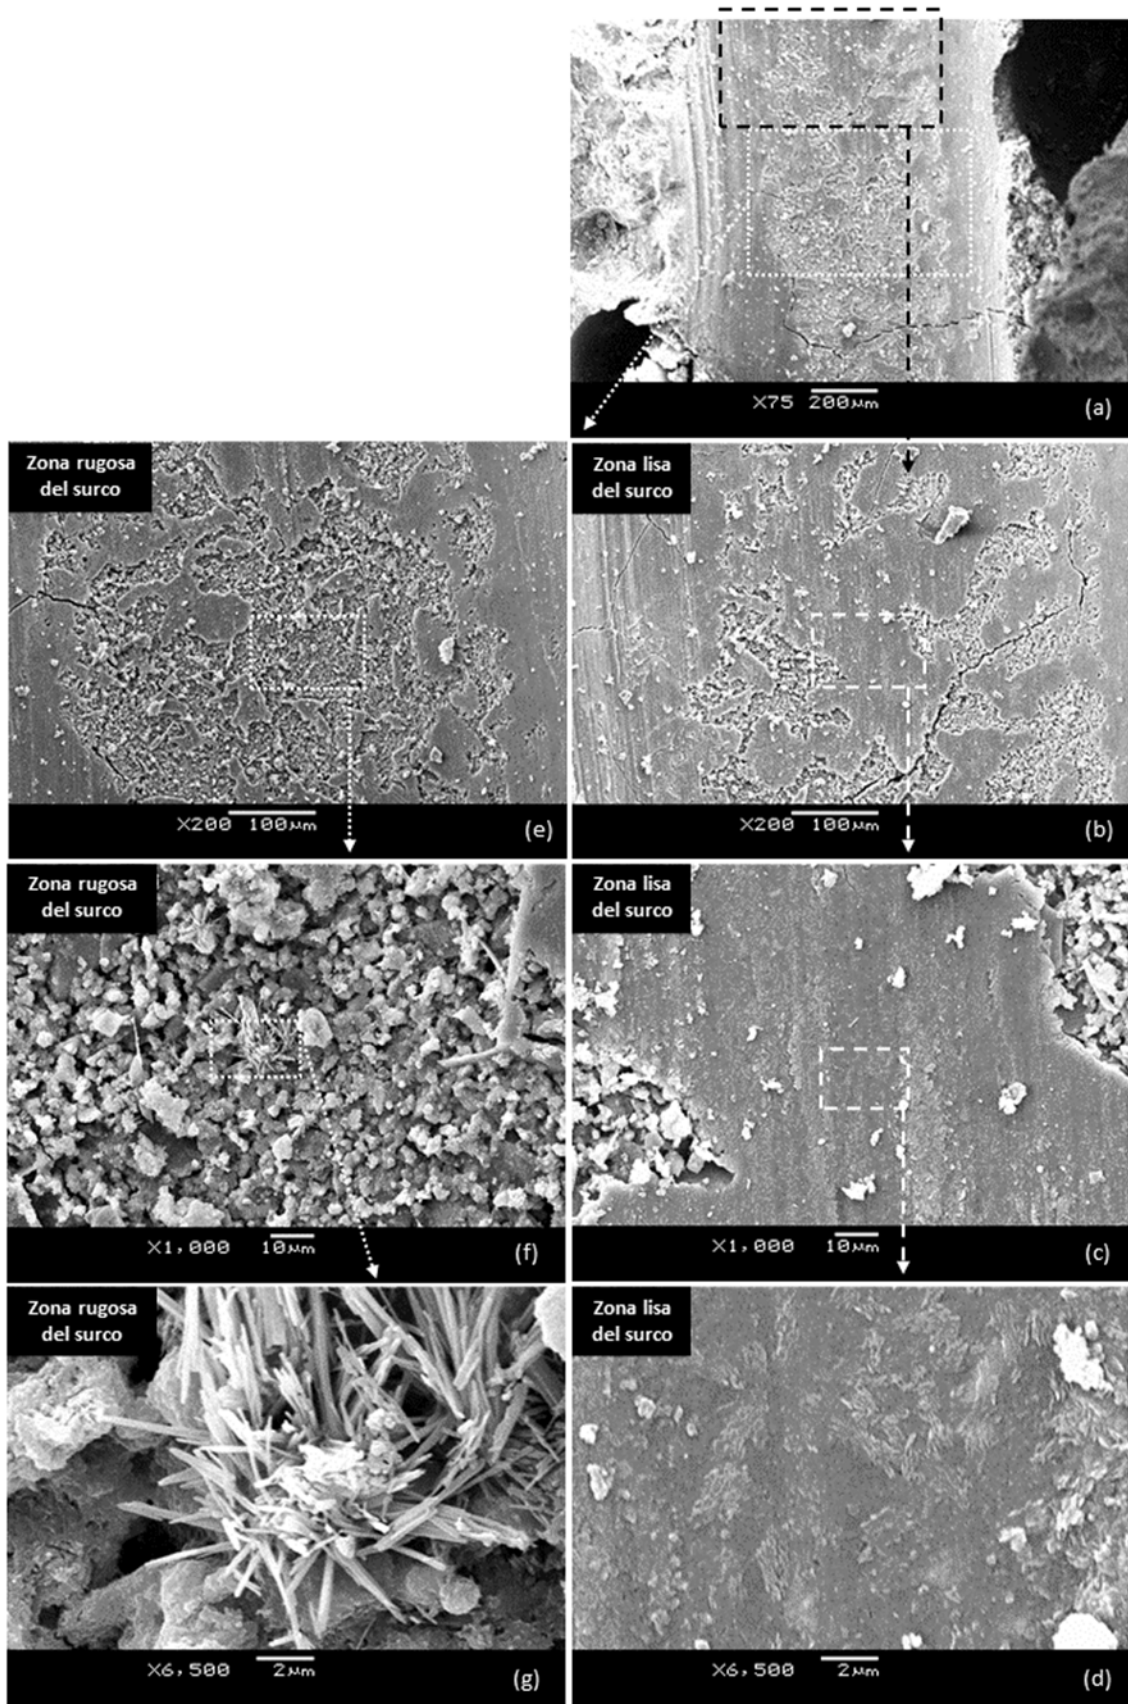 X75 200µm (a)
Zona rugosa
del surco
X200 100µm (e)
Zona lisa
del surco
X200 100µm (b)
Zona rugosa
del surco
X1,000 10µm (f)
Zona lisa
del surco
X1,000 10µm (c)
Zona rugosa
del surco
X6,500 2µm (g)
Zona lisa
del surco
X6,500 2µm (d)